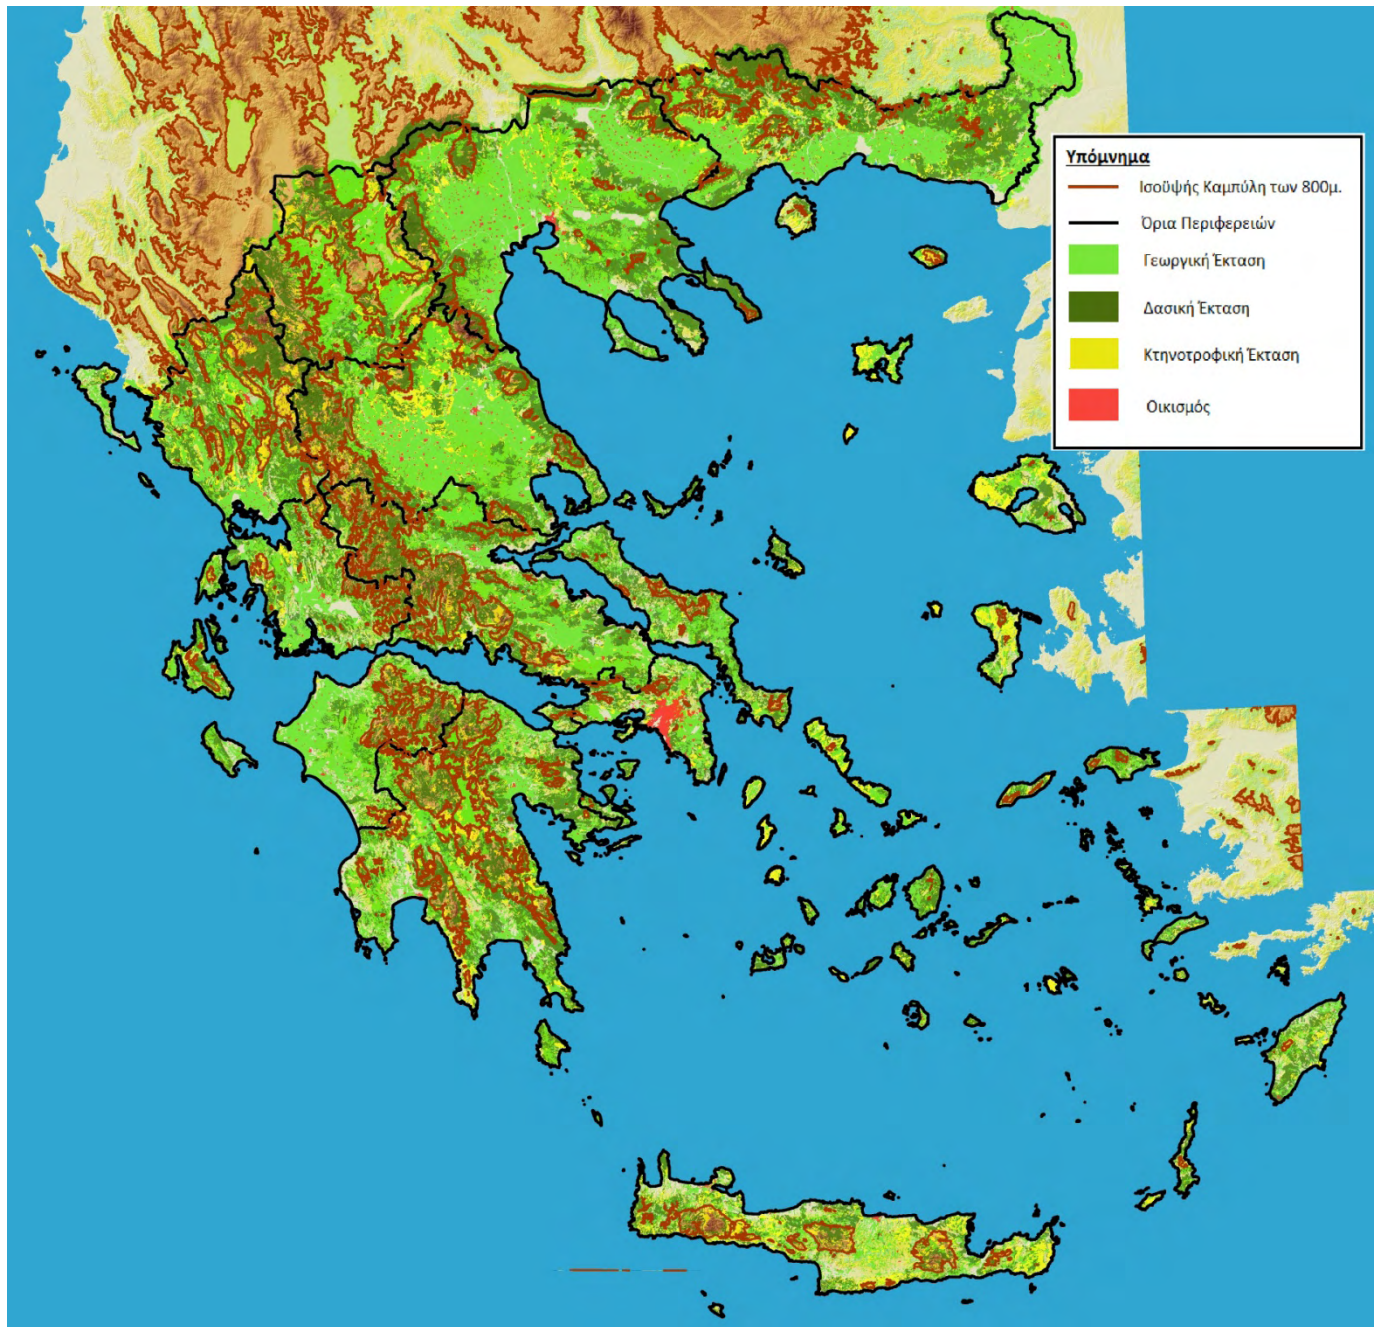 Υπόμνημα
Ισοϋψής Καμπύλη των 800μ.
Όρια Περιφερειών
Γεωργική Έκταση
Δασική Έκταση
Κτηνοτροφική Έκταση
Οικισμός